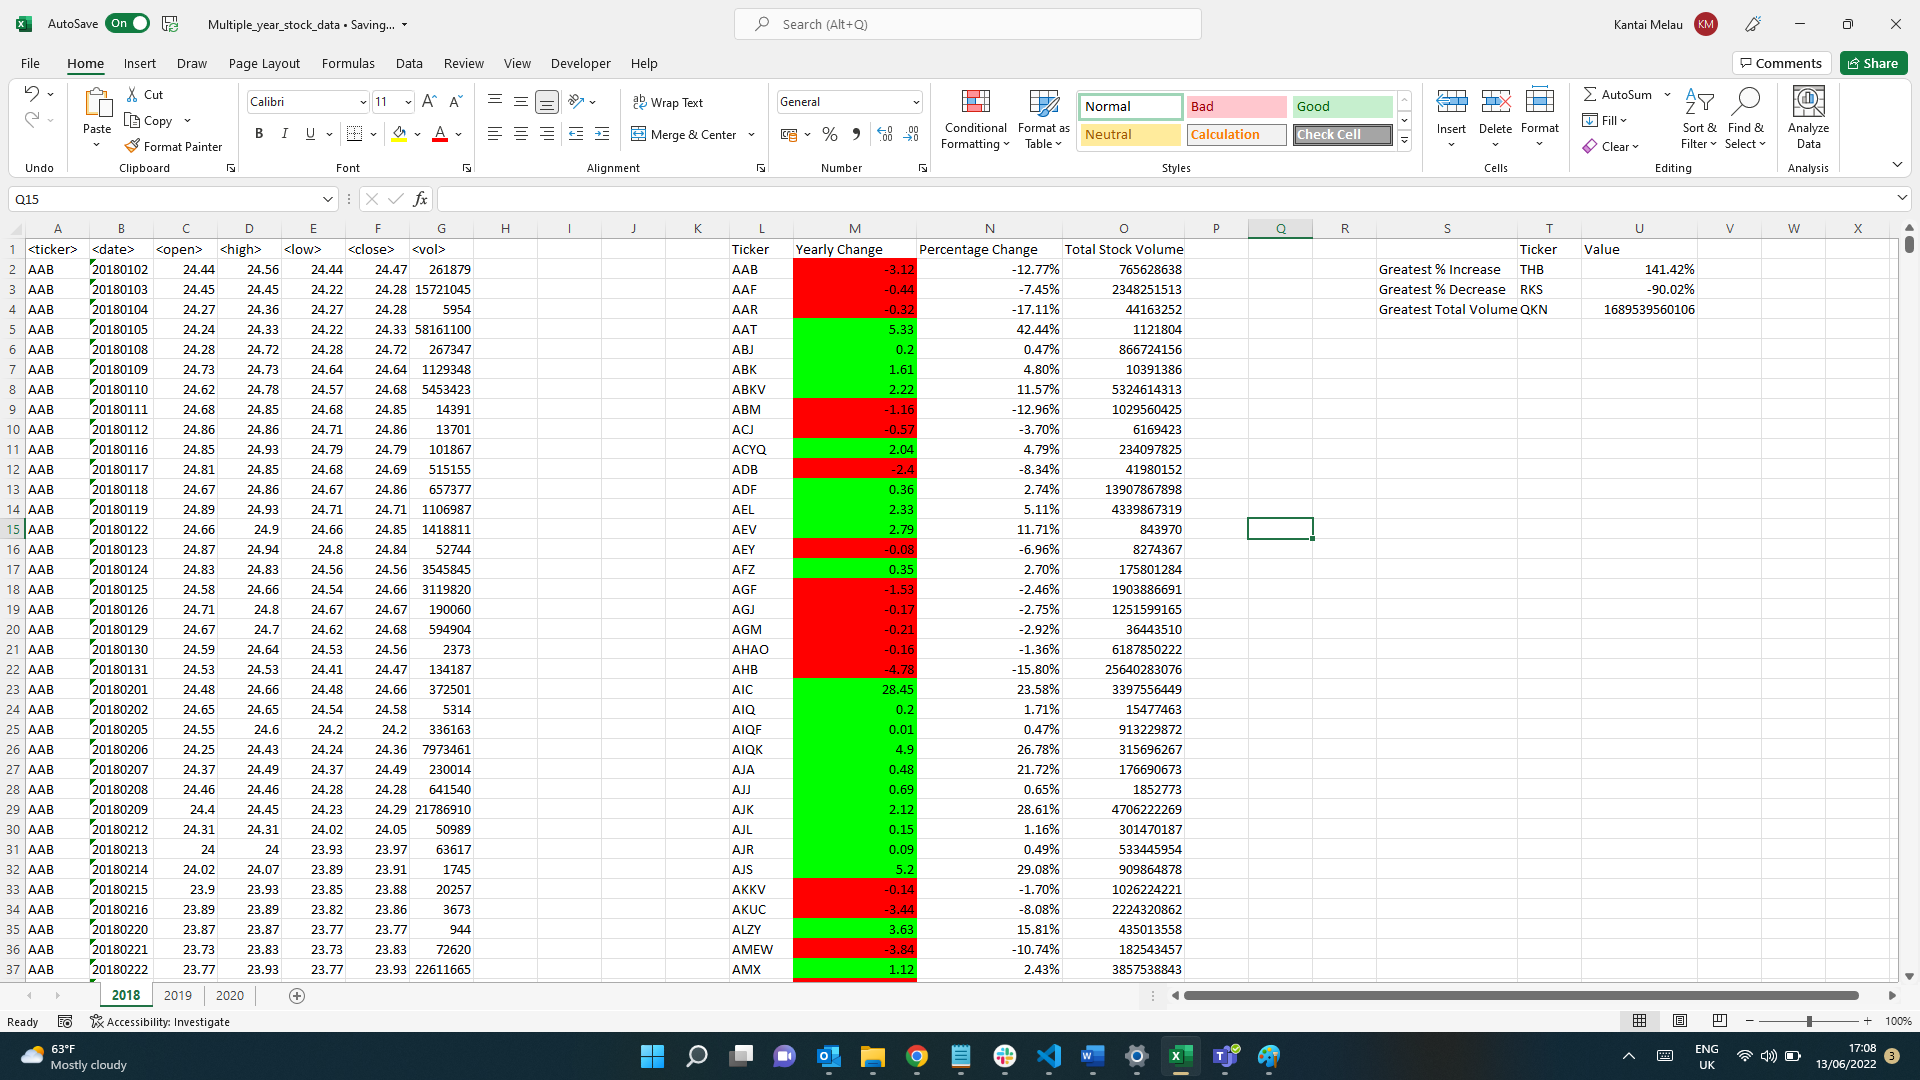 AutoSave On Multiple_year_stock_data • Saving... Search (Alt+Q) Kantai Melau KM
File Home Insert Draw Page Layout Formulas Data Review View Developer Help Comments Share
Cut Calibri 11 Wrap Text General Normal Bad Good AutoSum
Paste Copy Conditional Formatting Format as Table Insert Delete Format Fill Sort & Filter Find & Select Analyze Data
Format Painter B I U A Merge & Center % Neutral Calculation Check Cell Clear
Undo Clipboard Font Alignment Number Styles Cells Editing Analysis
Q15 fx
A B C D E F G H I J K L M N O P Q R S T U V W X
1 <ticker> <date> <open> <high> <low> <close> <vol> Ticker Yearly Change Percentage Change Total Stock Volume Ticker Value
2 AAB 20180102 24.44 24.56 24.44 24.47 261879 AAB -3.12 -12.77% 765628638 Greatest % Increase THB 141.42%
3 AAB 20180103 24.45 24.45 24.22 24.28 15721045 AAF -0.44 -7.45% 2348251513 Greatest % Decrease RKS -90.02%
4 AAB 20180104 24.27 24.36 24.27 24.28 5954 AAR -0.32 -17.11% 44163252 Greatest Total Volume QKN 1689539560106
5 AAB 20180105 24.24 24.33 24.22 24.33 58161100 AAT 5.33 42.44% 1121804
6 AAB 20180108 24.28 24.72 24.28 24.72 267347 ABJ 0.2 0.47% 866724156
7 AAB 20180109 24.73 24.73 24.64 24.64 1129348 ABK 1.61 4.80% 10391386
8 AAB 20180110 24.62 24.78 24.57 24.68 5453423 ABKV 2.22 11.57% 5324614313
9 AAB 20180111 24.68 24.85 24.68 24.85 14391 ABM -1.16 -12.96% 1029560425
10 AAB 20180112 24.86 24.86 24.71 24.86 13701 ACJ -0.57 -3.70% 6169423
11 AAB 20180116 24.85 24.93 24.79 24.79 101867 ACYQ 2.04 4.79% 234097825
12 AAB 20180117 24.81 24.85 24.68 24.69 515155 ADB -2.4 -8.34% 41980152
13 AAB 20180118 24.67 24.86 24.67 24.86 657377 ADF 0.36 2.74% 13907867898
14 AAB 20180119 24.89 24.93 24.71 24.71 1106987 AEL 2.33 5.11% 4339867319
15 AAB 20180122 24.66 24.9 24.66 24.85 1418811 AEV 2.79 11.71% 843970
16 AAB 20180123 24.87 24.94 24.8 24.84 52744 AEY -0.08 -6.96% 8274367
17 AAB 20180124 24.83 24.83 24.56 24.56 3545845 AFZ 0.35 2.70% 175801284
18 AAB 20180125 24.58 24.66 24.54 24.66 3119820 AGF -1.53 -2.46% 1903886691
19 AAB 20180126 24.71 24.8 24.67 24.67 190060 AGJ -0.17 -2.75% 1251599165
20 AAB 20180129 24.67 24.7 24.62 24.68 594904 AGM -0.21 -2.92% 36443510
21 AAB 20180130 24.59 24.64 24.53 24.56 2373 AHAO -0.16 -1.36% 6187850222
22 AAB 20180131 24.53 24.53 24.41 24.47 134187 AHB -4.78 -15.80% 25640283076
23 AAB 20180201 24.48 24.66 24.48 24.66 372501 AIC 28.45 23.58% 3397556449
24 AAB 20180202 24.65 24.65 24.54 24.58 5314 AIQ 0.2 1.71% 15477463
25 AAB 20180205 24.55 24.6 24.2 24.2 336163 AIQF 0.01 0.47% 913229872
26 AAB 20180206 24.25 24.43 24.24 24.36 7973461 AIQK 4.9 26.78% 315696267
27 AAB 20180207 24.37 24.49 24.37 24.49 230014 AJA 0.48 21.72% 176690673
28 AAB 20180208 24.46 24.46 24.28 24.28 641540 AJJ 0.69 0.65% 1852773
29 AAB 20180209 24.4 24.45 24.23 24.29 21786910 AJK 2.12 28.61% 4706222269
30 AAB 20180212 24.31 24.31 24.02 24.05 50989 AJL 0.15 1.16% 301470187
31 AAB 20180213 24 24 23.93 23.97 63617 AJR 0.09 0.49% 533445954
32 AAB 20180214 24.02 24.07 23.89 23.91 1745 AJS 5.2 29.08% 909864878
33 AAB 20180215 23.9 23.93 23.85 23.88 20257 AKKV -0.14 -1.70% 1026224221
34 AAB 20180216 23.89 23.89 23.82 23.86 3673 AKUC -3.44 -8.08% 2224320862
35 AAB 20180220 23.87 23.87 23.77 23.77 944 ALZY 3.63 15.81% 435013558
36 AAB 20180221 23.73 23.83 23.73 23.83 72620 AMEW -3.84 -10.74% 182543457
37 AAB 20180222 23.77 23.93 23.77 23.93 22611665 AMX 1.12 2.43% 3857538843
2018 2019 2020
Ready Accessibility: Investigate 100%
63°F ENG 17:08
Mostly cloudy UK 13/06/2022 3